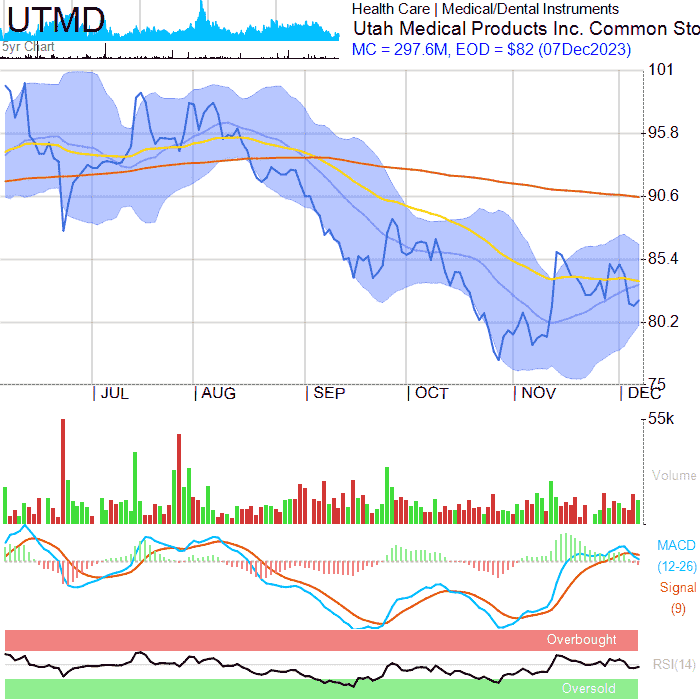 UTMD
5yr Chart
Health Care | Medical/Dental Instruments
Utah Medical Products Inc. Common Sto
MC = 297.6M, EOD = $82 (07Dec2023)
101
95.8
90.6
85.4
80.2
75
JUL AUG SEP OCT NOV DEC
55k
Volume
MACD
(12-26)
Signal
(9)
Overbought
RSI(14)
Oversold